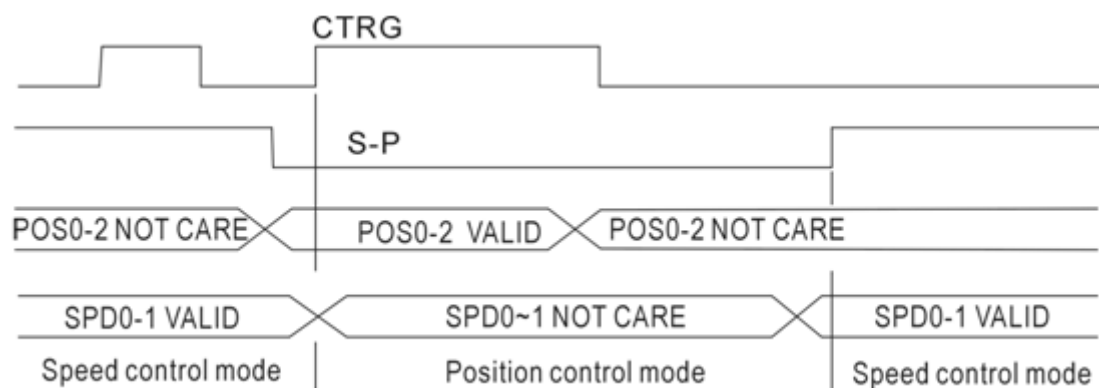 CTRG
S-P
POS0-2 NOT CARE POS0-2 VALID POS0-2 NOT CARE
SPD0-1 VALID SPD0~1 NOT CARE SPD0-1 VALID
Speed control mode Position control mode Speed control mode